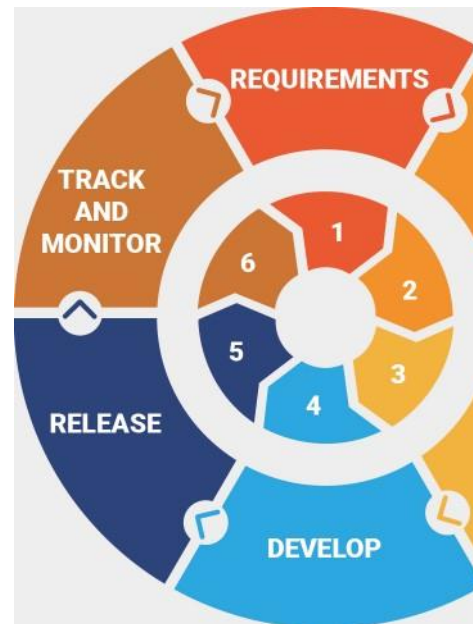 REQUIREMENTS
TRACK
AND
MONITOR
1
6
2
5
3
4
RELEASE
DEVELOP